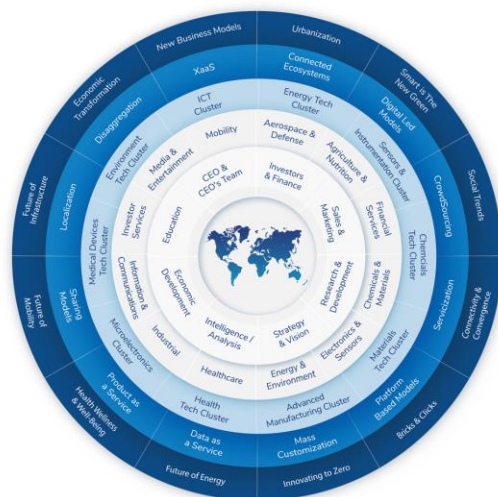 New Business Models
Urbanization
Smart is The
New Green
Social Trends
Connectivity &
Convergence
Bricks & Clicks
Innovating to Zero
Future of Energy
Health Wellness
& Well-Being
Future of
Mobility
Future of
Infrastructure
Economic
Transformation
XaaS
Connected
Ecosystems
Digital Led
Models
CrowdSourcing
Servicization
Platform
Based Models
Mass
Customization
Data as
a Service
Product as
a Service
Sharing
Models
Localization
Disaggregation
ICT
Cluster
Energy Tech
Cluster
Sensors &
Instrumentation Cluster
Chemcials
Tech Cluster
Materials
Tech Cluster
Advanced
Manufacturing Cluster
Health
Tech Cluster
Microelectronics
Cluster
Medical Devices
Tech Cluster
Environment
Tech Cluster
Mobility
Aerospace &
Defense
Agriculture &
Nutrition
Financial
Services
Chemicals &
Materials
Electronics &
Sensors
Energy &
Environment
Healthcare
Industrial
Information &
Communications
Investor
Services
Media &
Entertainment
CEO &
CEO's Team
Investors
& Finance
Sales &
Marketing
Research &
Development
Strategy
& Vision
Intelligence /
Analysis
Economic
Development
Education